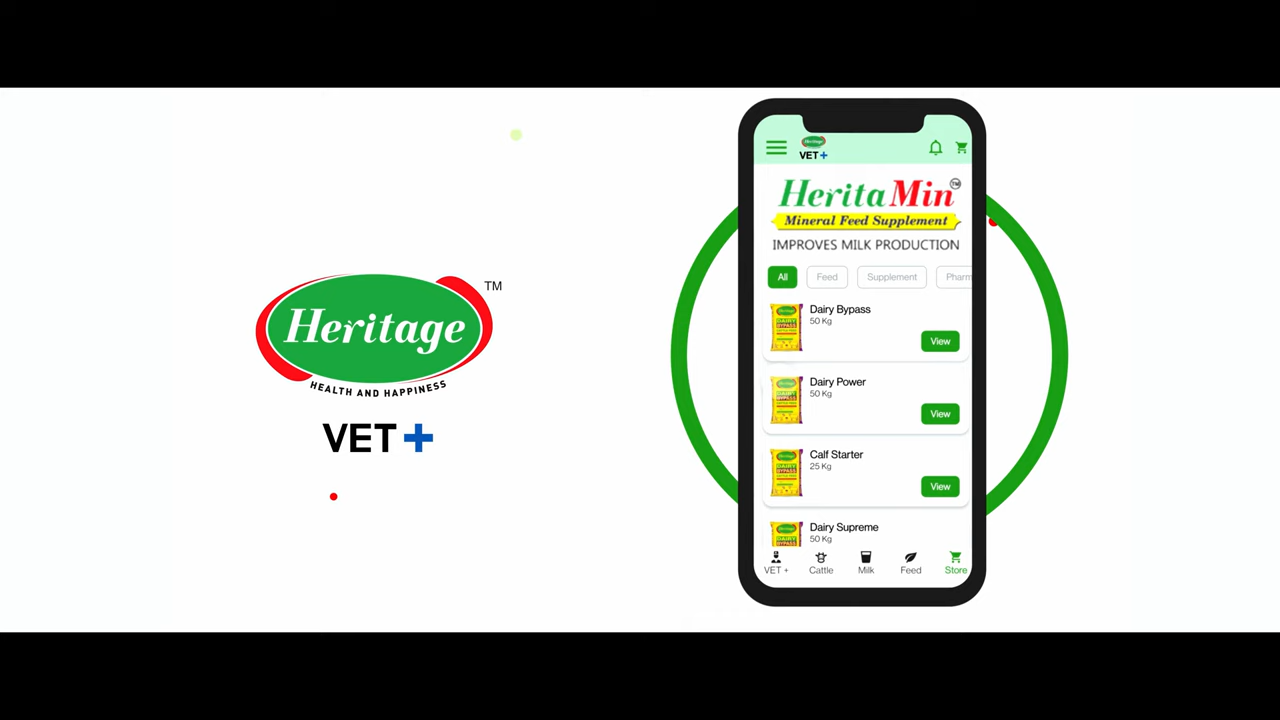 Heritage
TM
HEALTH AND HAPPINESS
VET+
Heritage
VET+
HeritaMin TM
Mineral Feed Supplement
IMPROVES MILK PRODUCTION
All Feed Supplement Pharm
Dairy Bypass
50 Kg
View
Dairy Power
50 Kg
View
Calf Starter
25 Kg
View
Dairy Supreme
50 Kg
VET + Cattle Milk Feed Store